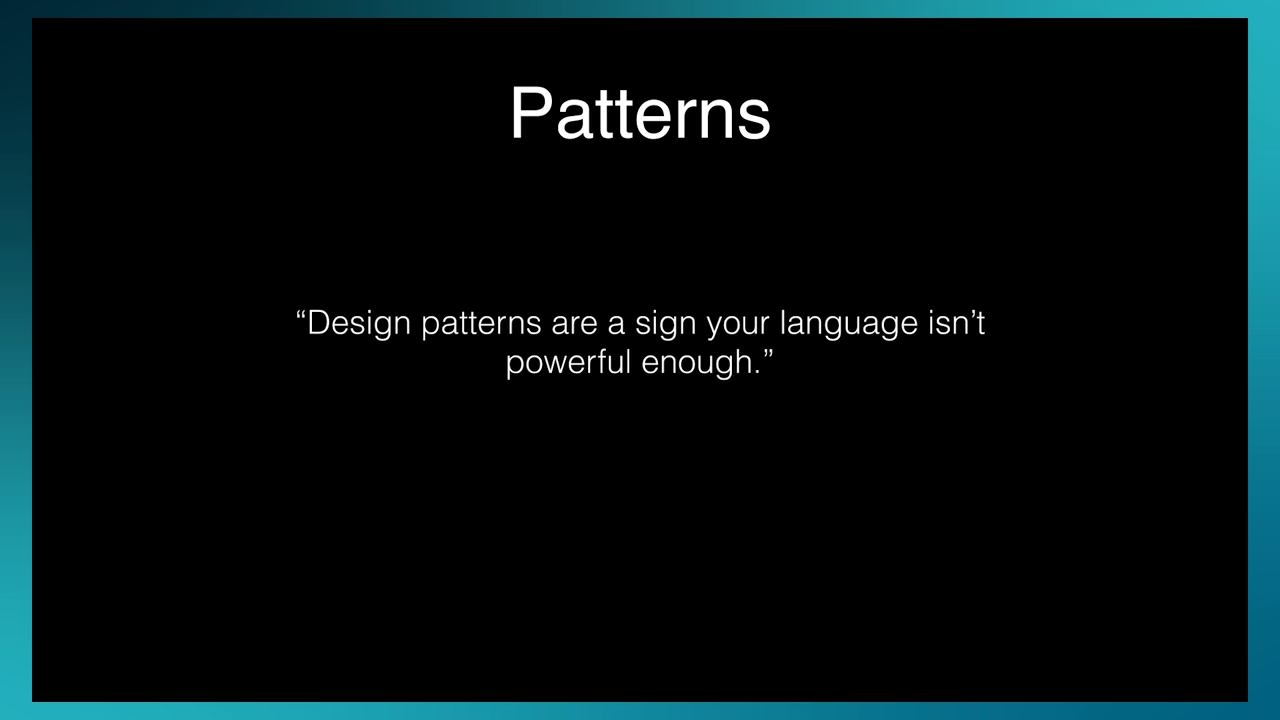 Patterns
“Design patterns are a sign your language isn’t
powerful enough.”